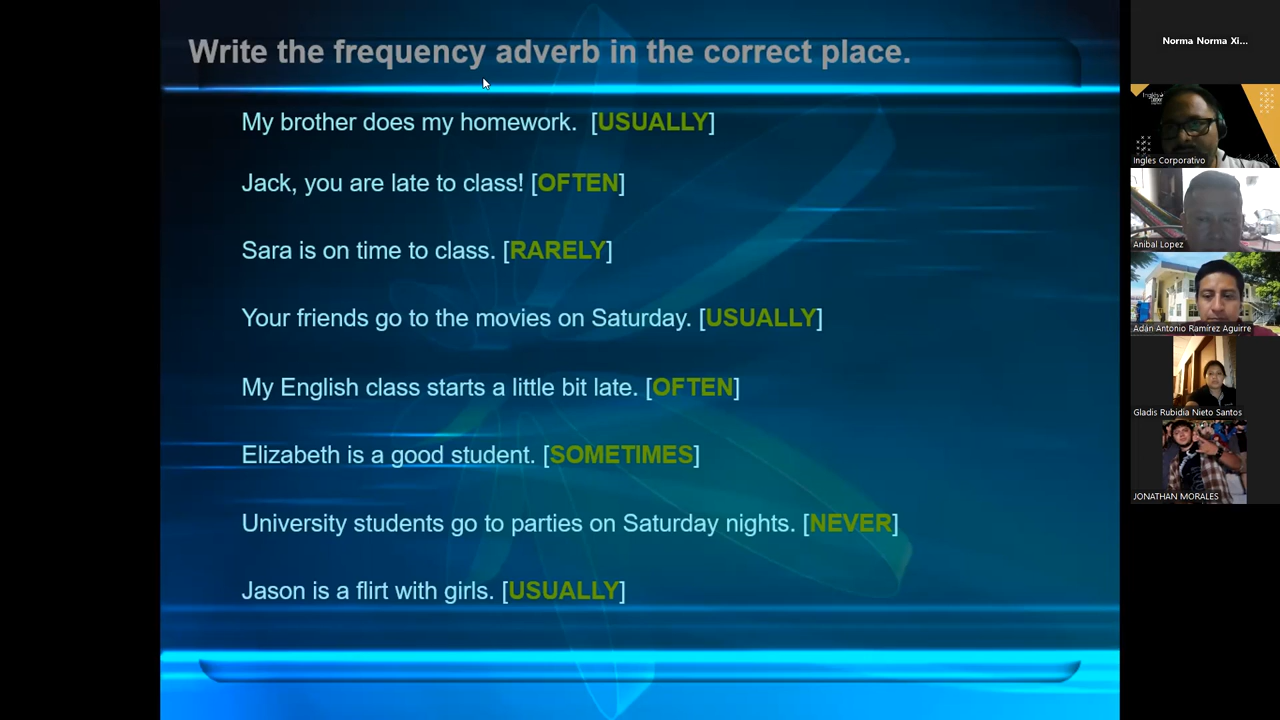 Write the frequency adverb in the correct place.
My brother does my homework.  [USUALLY]
Jack, you are late to class! [OFTEN]
Sara is on time to class. [RARELY]
Your friends go to the movies on Saturday. [USUALLY]
My English class starts a little bit late. [OFTEN]
Elizabeth is a good student. [SOMETIMES]
University students go to parties on Saturday nights. [NEVER]
Jason is a flirt with girls. [USUALLY]
Norma Norma Xi...
Ingles Corporativo
Anibal Lopez
Adán Antonio Ramírez Aguirre
Gladis Rubidia Nieto Santos
JONATHAN MORALES